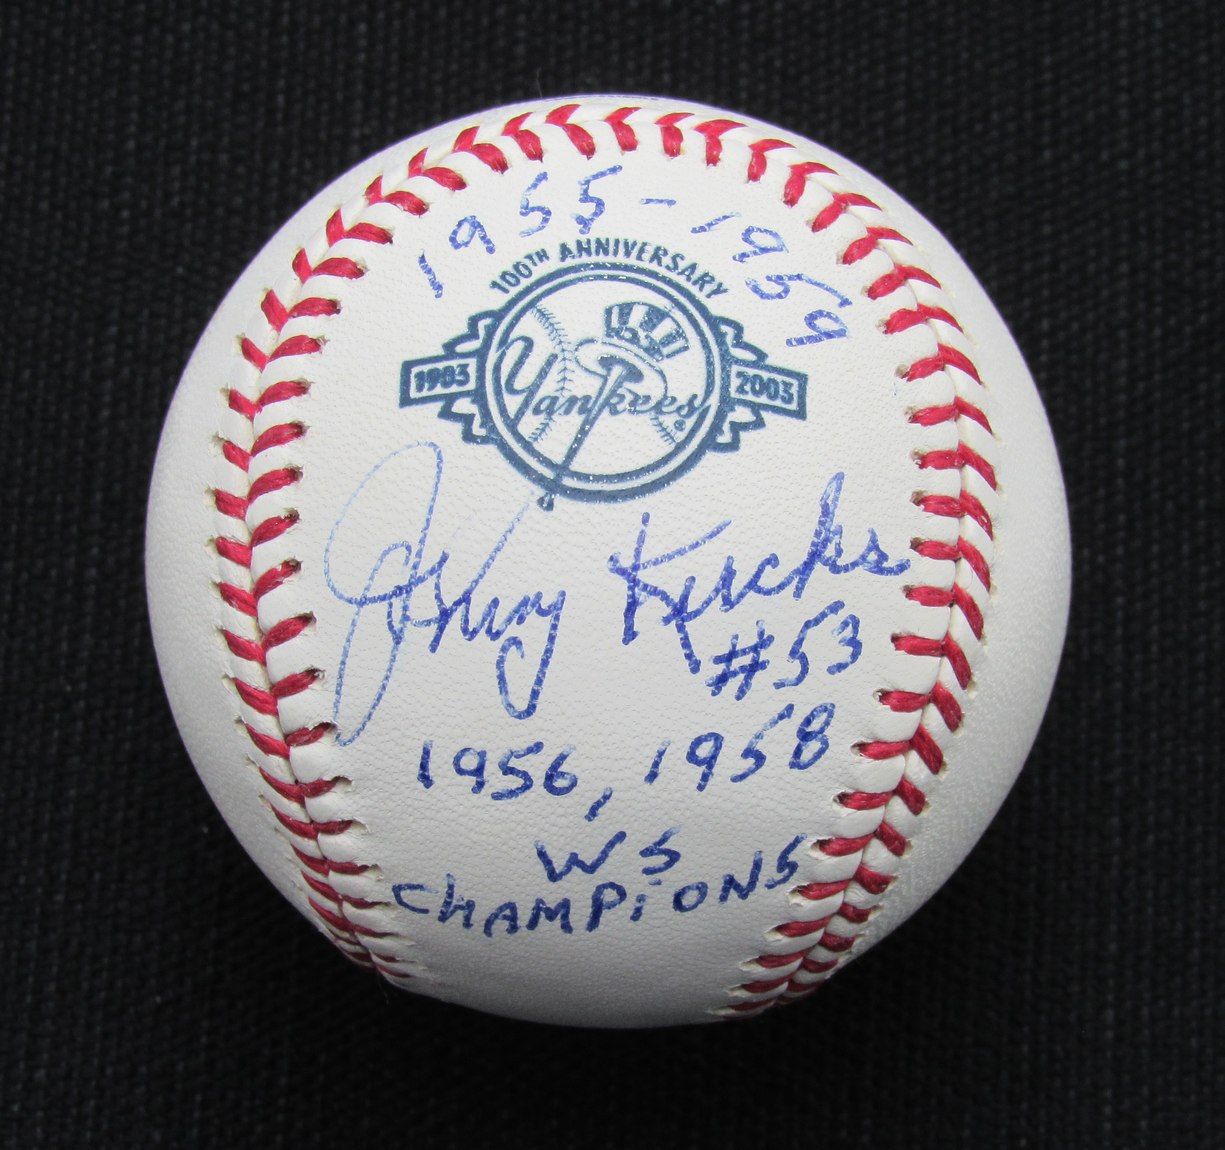 1955-1959
100TH ANNIVERSARY
1903 Yankees 2003
Johnny Kucks
#53
1956, 1958
WS
CHAMPiONS